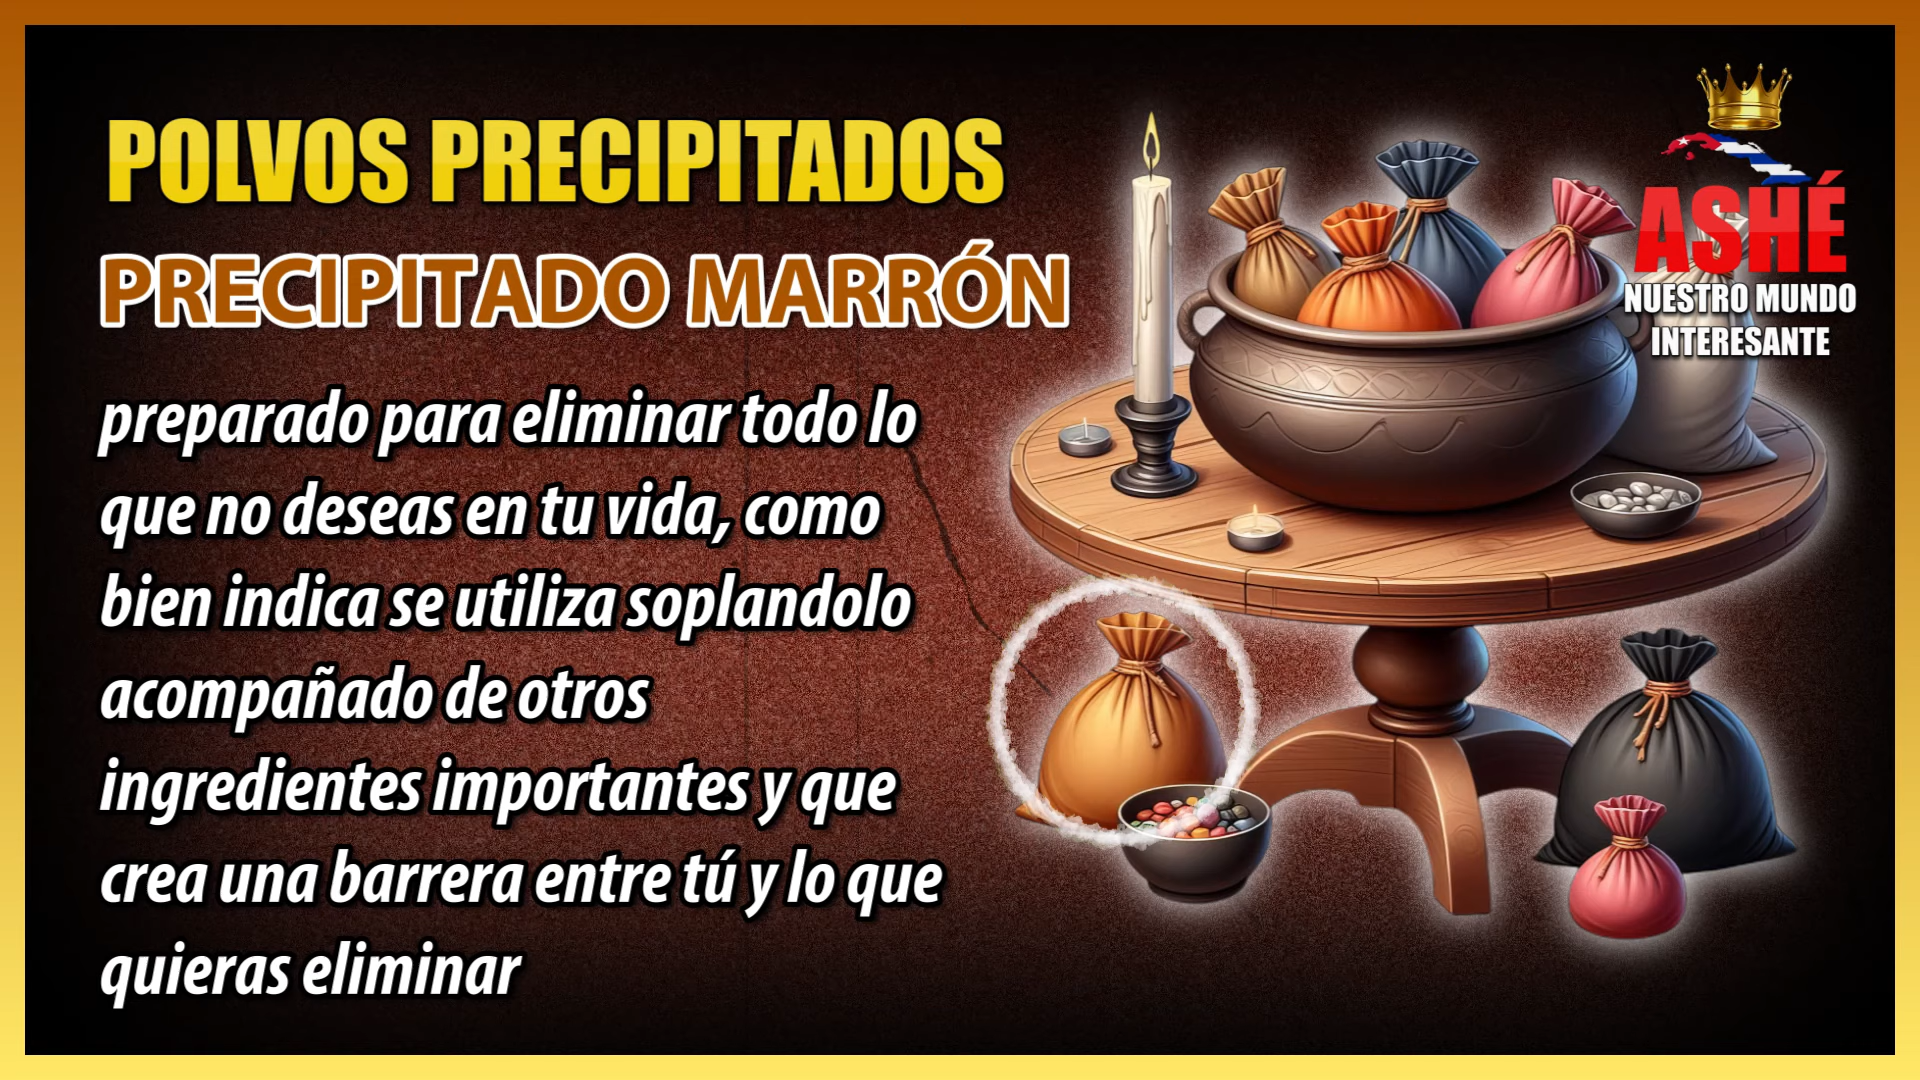 POLVOS PRECIPITADOS
PRECIPITADO MARRÓN
preparado para eliminar todo lo
que no deseas en tu vida, como
bien indica se utiliza soplandolo
acompañado de otros
ingredientes importantes y que
crea una barrera entre tú y lo que
quieras eliminar
ASHÉ
NUESTRO MUNDO
INTERESANTE